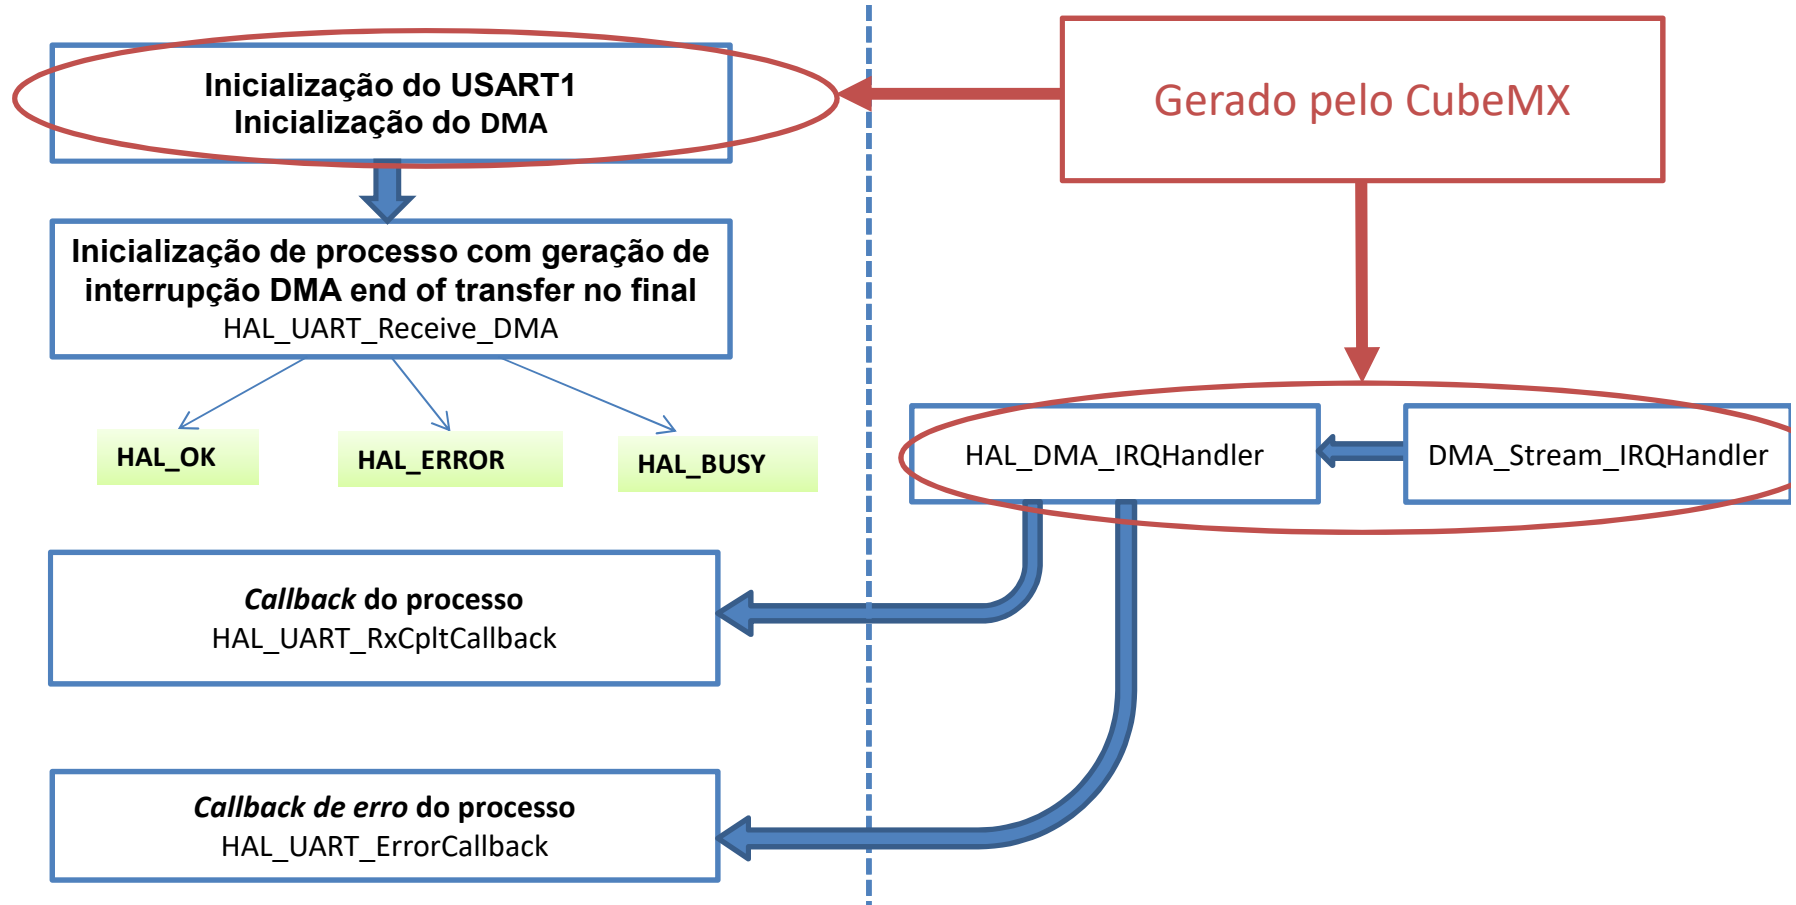 Inicialização do USART1
Inicialização do DMA
Gerado pelo CubeMX
Inicialização de processo com geração de
interrupção DMA end of transfer no final
HAL_UART_Receive_DMA
HAL_OK
HAL_ERROR
HAL_BUSY
HAL_DMA_IRQHandler
DMA_Stream_IRQHandler
Callback do processo
HAL_UART_RxCpltCallback
Callback de erro do processo
HAL_UART_ErrorCallback